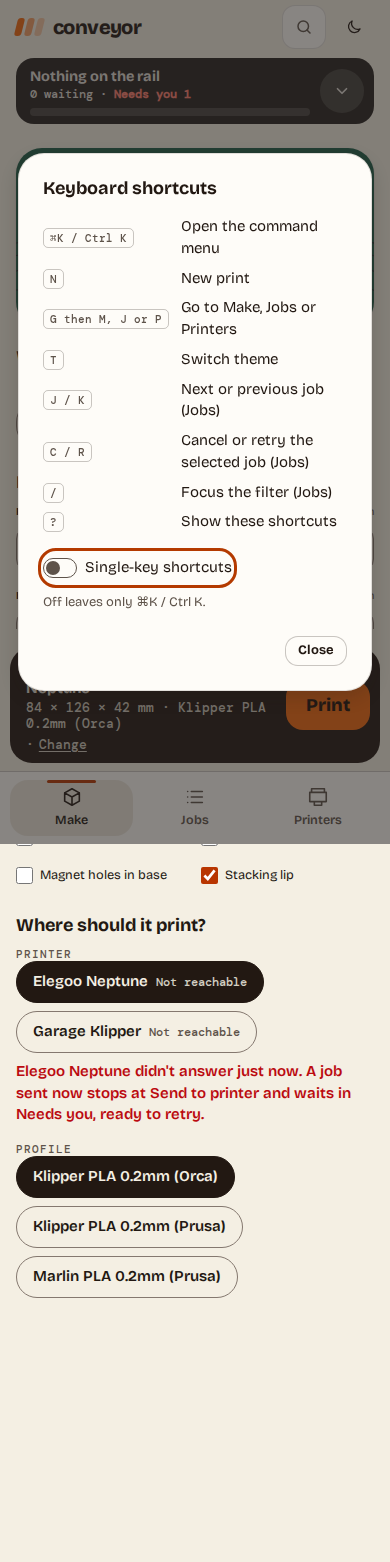 conveyor
Nothing on the rail
0 waiting · Needs you 1
Keyboard shortcuts
⌘K / Ctrl K
Open the command
menu
N
New print
G then M, J or P
Go to Make, Jobs or
Printers
T
Switch theme
J / K
Next or previous job
(Jobs)
C / R
Cancel or retry the
selected job (Jobs)
/
Focus the filter (Jobs)
?
Show these shortcuts
Single-key shortcuts
Off leaves only ⌘K / Ctrl K.
Close
84 × 126 × 42 mm · Klipper PLA
0.2mm (Orca)
· Change
Print
Make
Jobs
Printers
Magnet holes in base
Stacking lip
Where should it print?
PRINTER
Elegoo Neptune Not reachable
Garage Klipper Not reachable
Elegoo Neptune didn't answer just now. A job
sent now stops at Send to printer and waits in
Needs you, ready to retry.
PROFILE
Klipper PLA 0.2mm (Orca)
Klipper PLA 0.2mm (Prusa)
Marlin PLA 0.2mm (Prusa)